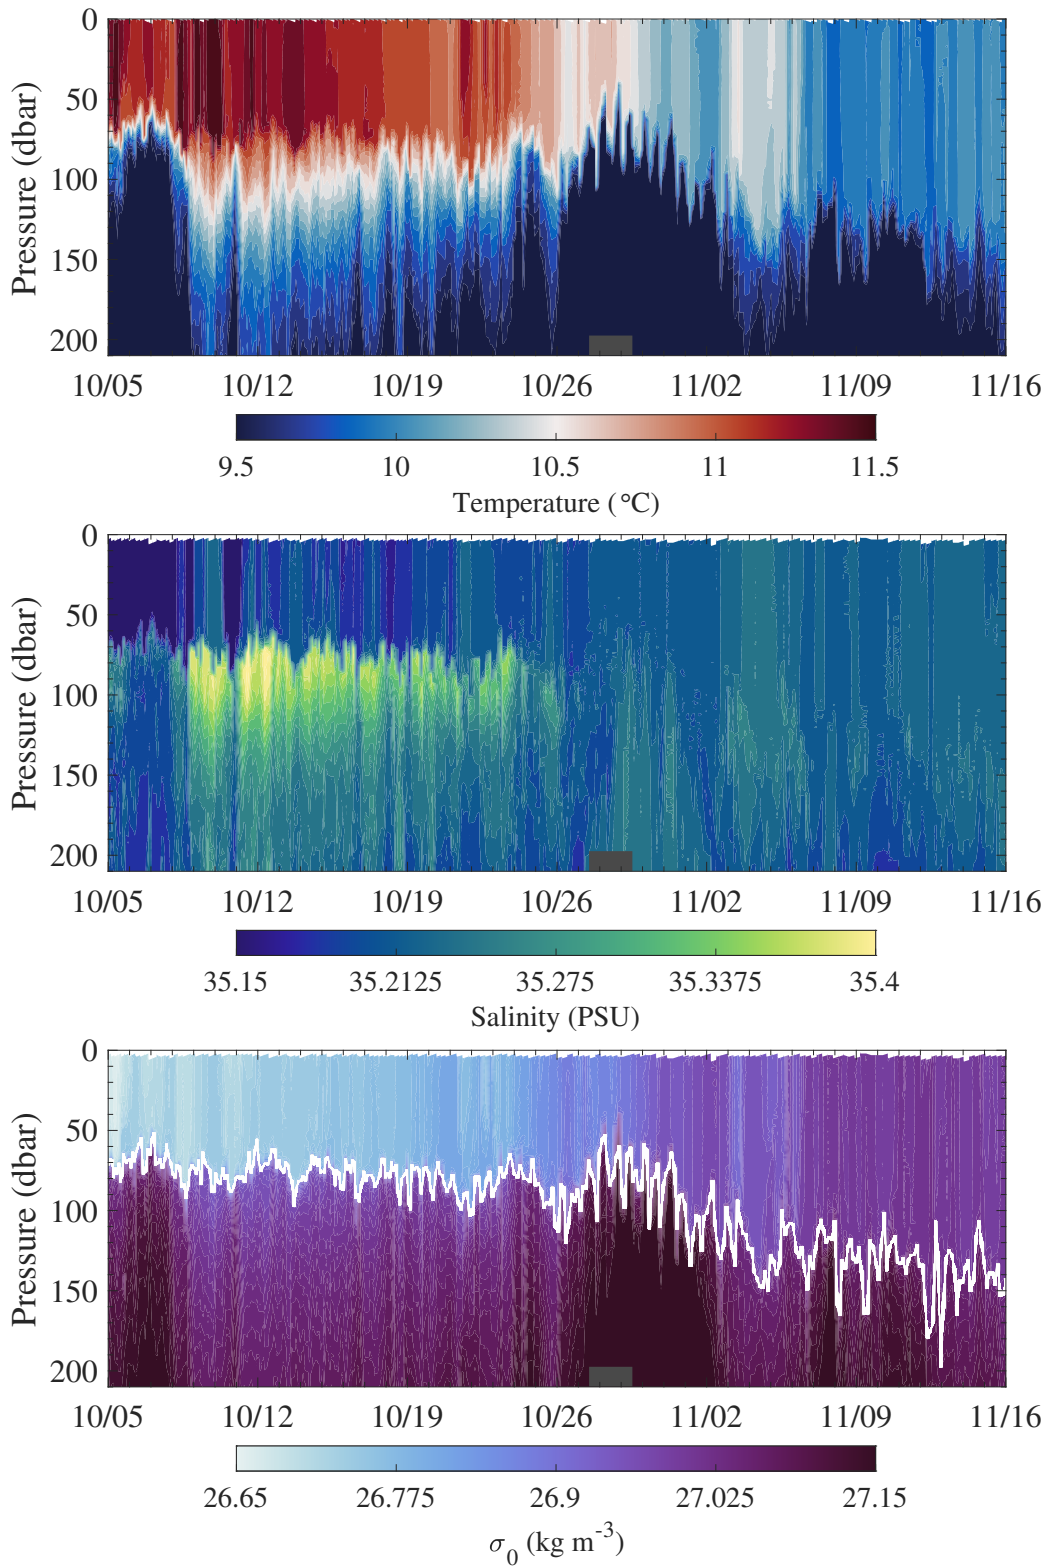 0
50
100
150
200
Pressure (dbar)
10/05 10/12 10/19 10/26 11/02 11/09 11/16
9.5 10 10.5 11 11.5
Temperature (°C)
0
50
100
150
200
Pressure (dbar)
10/05 10/12 10/19 10/26 11/02 11/09 11/16
35.15 35.2125 35.275 35.3375 35.4
Salinity (PSU)
0
50
100
150
200
Pressure (dbar)
10/05 10/12 10/19 10/26 11/02 11/09 11/16
26.65 26.775 26.9 27.025 27.15
σ₀ (kg m⁻³)